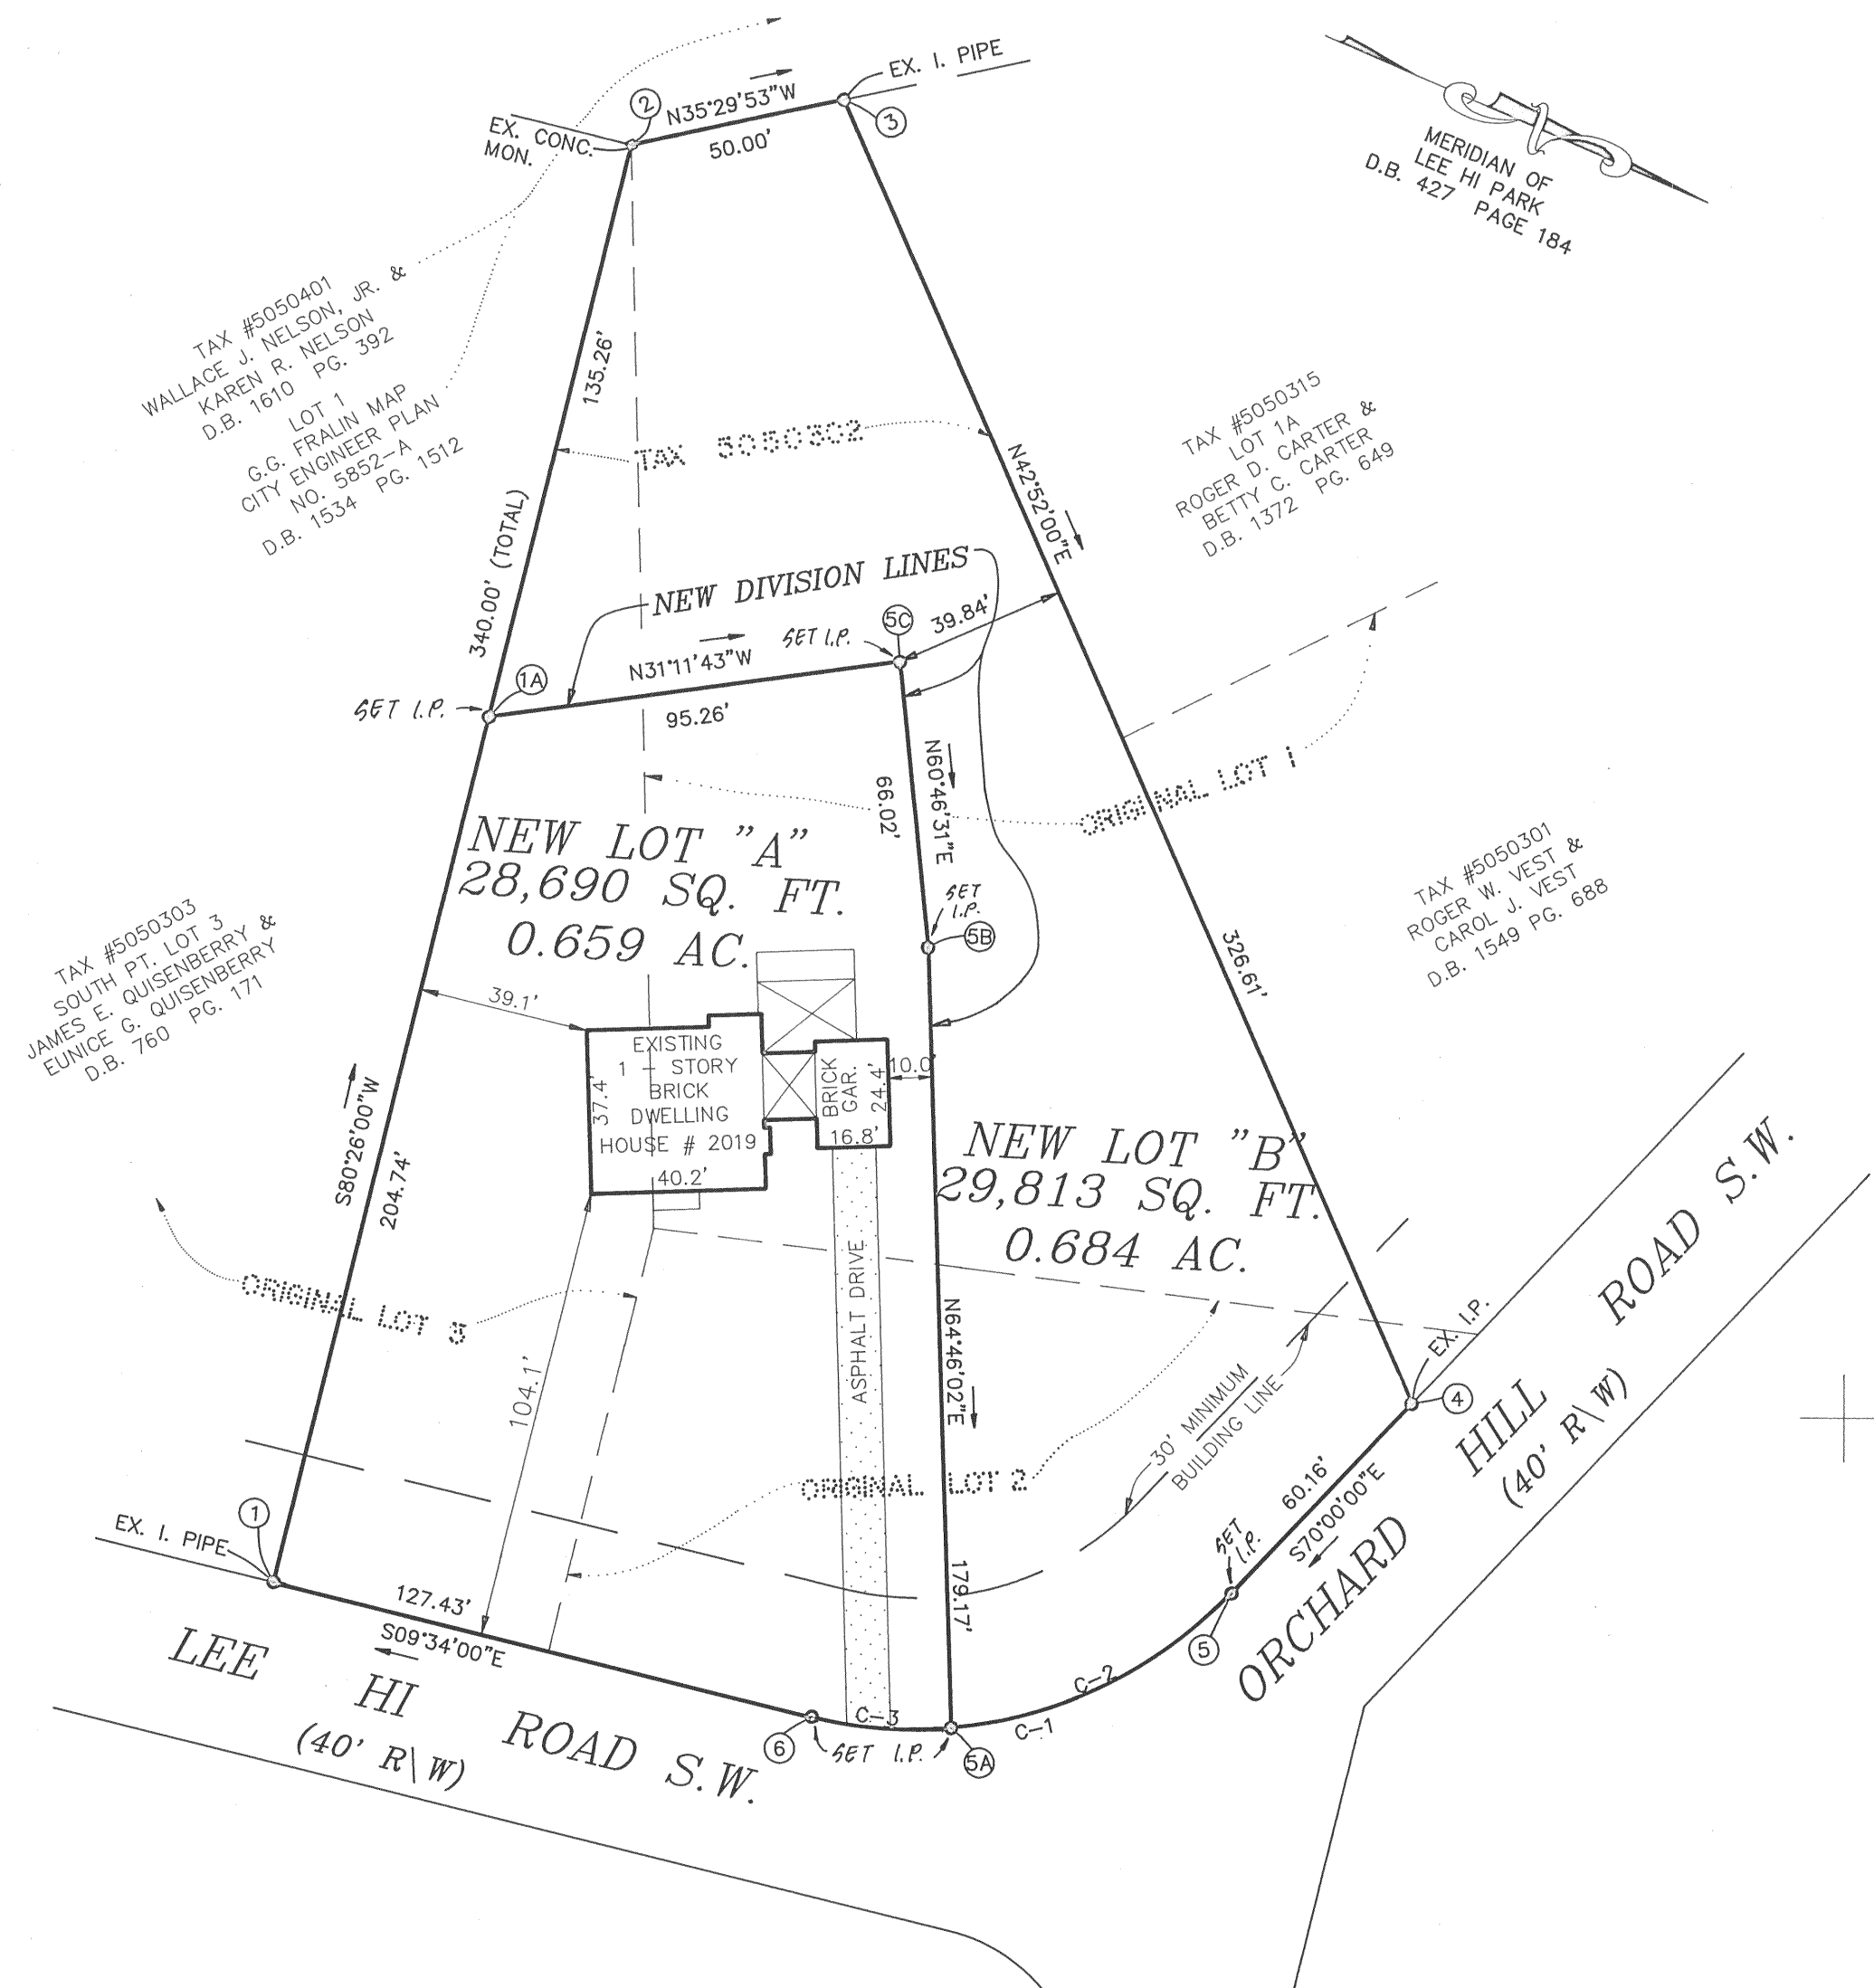 N35°29'53"W
50.00'
2
3
EX. I. PIPE
EX. CONC.
MON.
MERIDIAN OF
LEE HI PARK
D.B. 427 PAGE 184
TAX #5050401
WALLACE J. NELSON, JR. &
KAREN R. NELSON
D.B. 1610 PG. 392
LOT 1
G.G. FRALIN MAP
CITY ENGINEER PLAN
NO. 5852-A
D.B. 1534 PG. 1512
135.26'
340.00' (TOTAL)
TAX 5050302
TAX #5050315
LOT 1A
ROGER D. CARTER &
BETTY C. CARTER
D.B. 1372 PG. 649
N42°52'00"E
326.61'
NEW DIVISION LINES
5C
39.84'
SET I.P.
N31°11'43"W
95.26'
1A
SET I.P.
N60°46'31"E
66.02'
ORIGINAL LOT 1
NEW LOT "A"
28,690 SQ. FT.
0.659 AC.
SET
I.P.
5B
TAX #5050301
ROGER W. VEST &
CAROL J. VEST
D.B. 1549 PG. 688
TAX #5050303
SOUTH PT. LOT 3
JAMES E. QUISENBERRY &
EUNICE G. QUISENBERRY
D.B. 760 PG. 171
39.1'
EXISTING
1 - STORY
BRICK
DWELLING
HOUSE # 2019
37.4'
40.2'
BRICK
GAR.
24.4'
16.8'
10.0'
S80°26'00"W
204.74'
NEW LOT "B"
29,813 SQ. FT.
0.684 AC.
ORIGINAL LOT 3
104.1'
ASPHALT DRIVE
N64°46'02"E
179.17'
ORIGINAL LOT 2
30' MINIMUM
BUILDING LINE
EX. I.P.
4
60.16'
S70°00'00"E
SET
I.P.
5
ORCHARD HILL ROAD S.W.
(40' R\W)
1
EX. I. PIPE
127.43'
S09°34'00"E
LEE HI ROAD S.W.
(40' R\W)
6
SET I.P.
5A
C-3
C-2
C-1